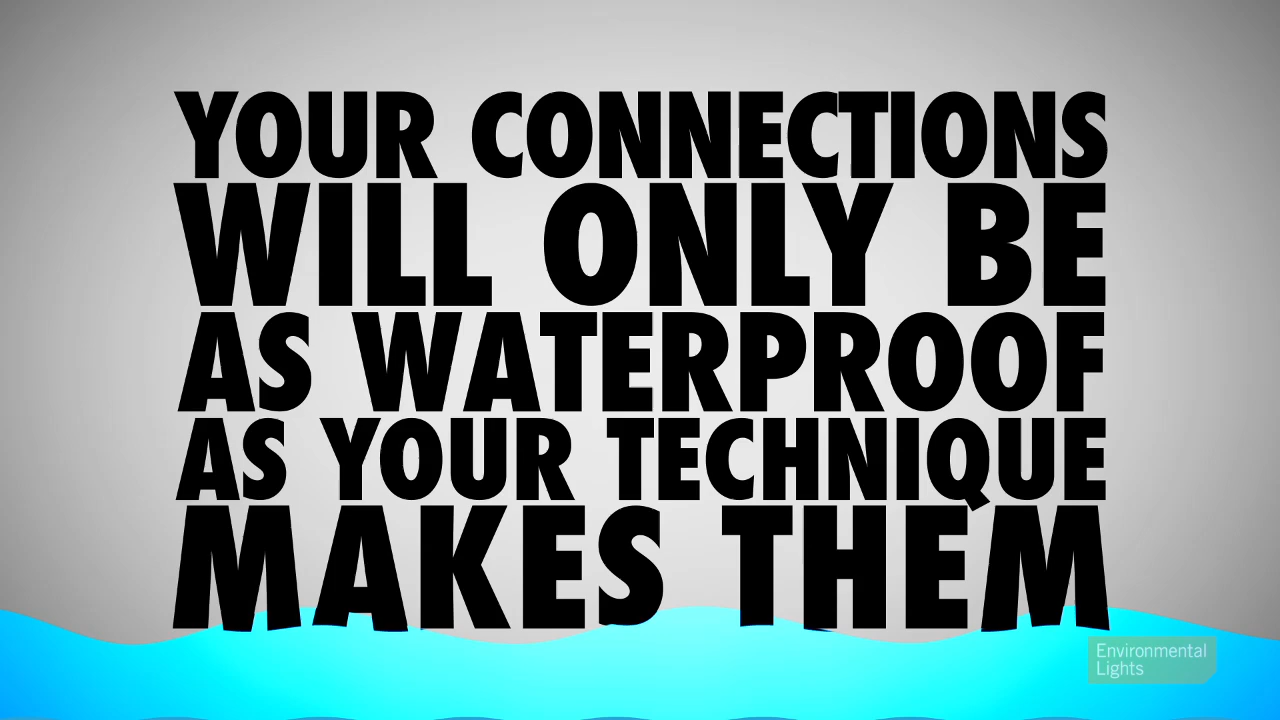 YOUR CONNECTIONS
WILL ONLY BE
AS WATERPROOF
AS YOUR TECHNIQUE
MAKES THEM
Environmental
Lights